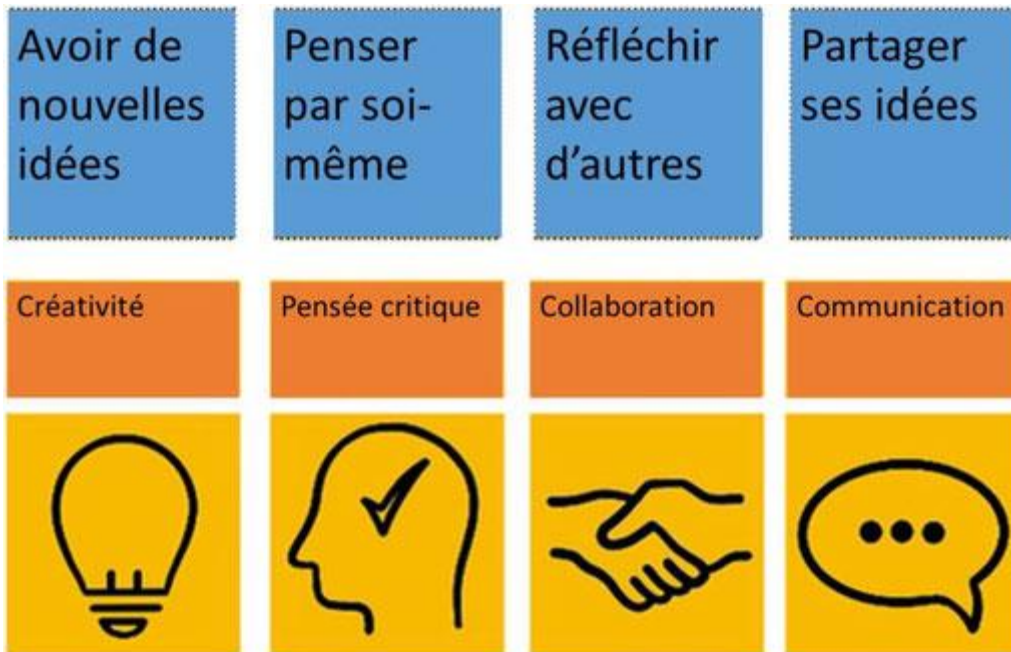 Avoir de
nouvelles
idées
Penser
par soi-
même
Réfléchir
avec
d’autres
Partager
ses idées
Créativité
Pensée critique
Collaboration
Communication